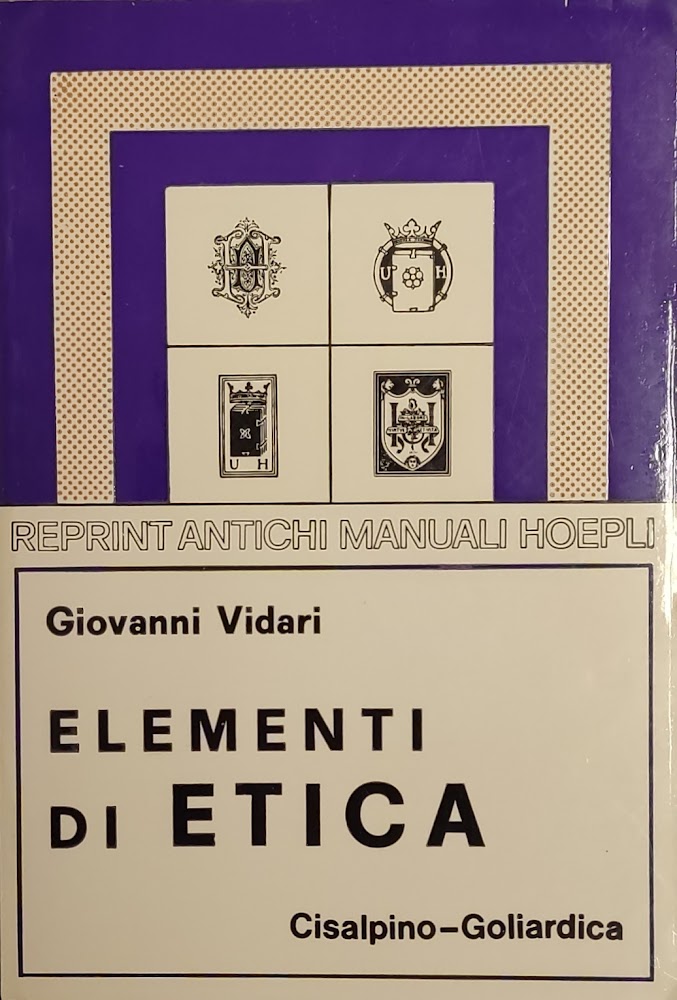 U H
U H
REPRINT ANTICHI MANUALI HOEPLI
Giovanni Vidari
ELEMENTI
DI ETICA
Cisalpino–Goliardica